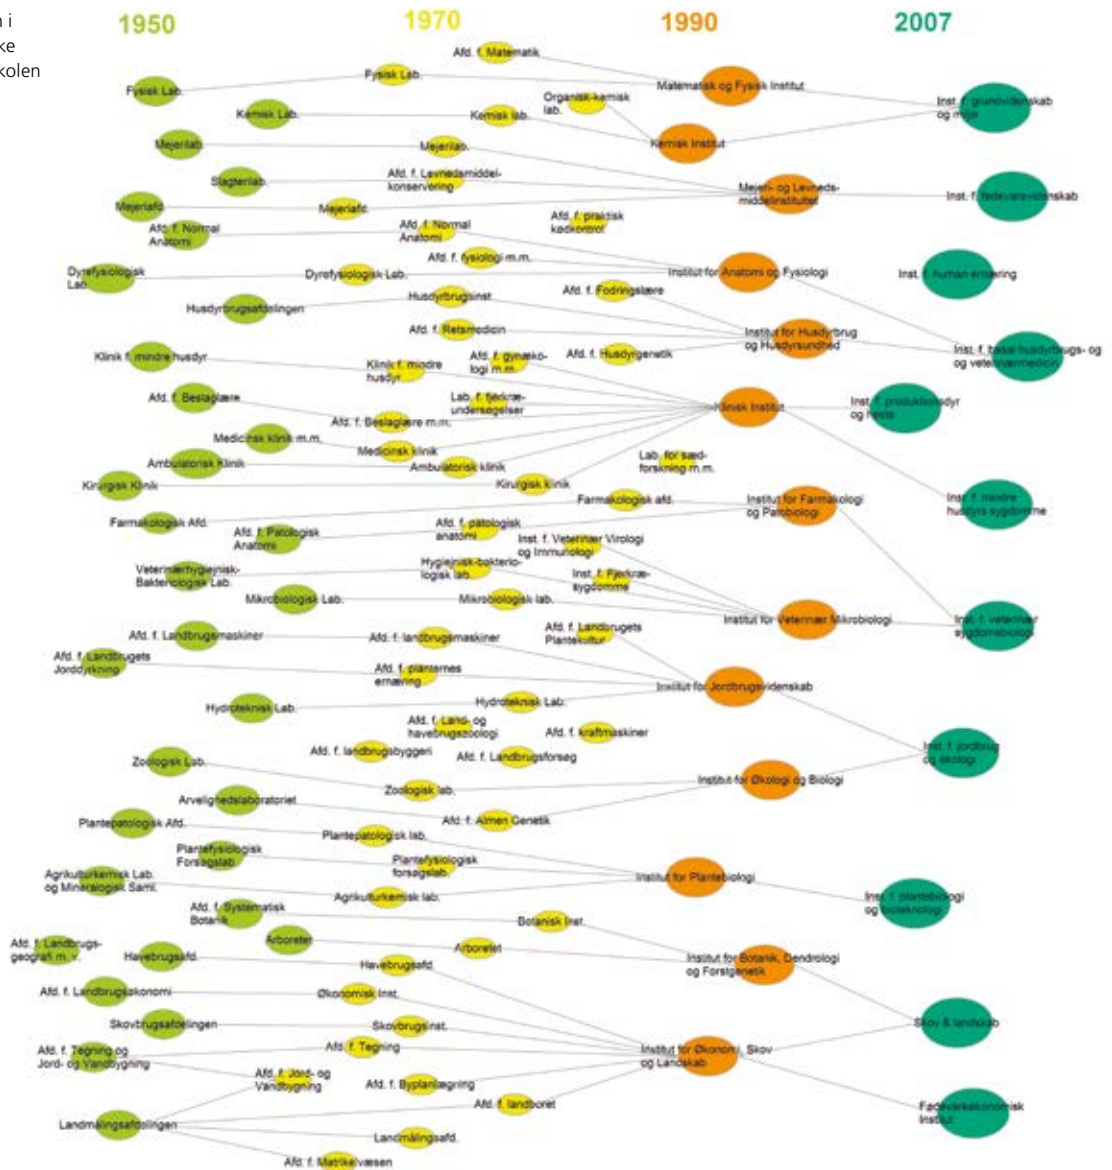 n i
ke
kolen
1950
1970
1990
2007
Afd. f. Matematik
Fysisk Lab.
Fysisk Lab.
Matematisk og Fysisk Institut
Organisk-kemisk
lab.
Inst. f. grundvidenskab
og miljø
Kemisk Lab.
Kemisk lab.
Kemisk Institut
Mejerilab.
Mejerilab.
Slagterilab.
Afd. f. Levnedsmiddel-
konservering
Mejeri- og Levneds-
middelinstituttet
Inst. f. fødevarevidenskab
Mejeriafd.
Mejeriafd.
Afd. f. praktisk
kødkontrol
Afd. f. Normal
Anatomi
Afd. f. Normal
Anatomi
Afd. f. fysiologi m.m.
Dyrefysiologisk
Lab.
Dyrefysiologisk Lab.
Institut for Anatomi og Fysiologi
Inst. f. human ernæring
Husdyrbrugsafdelingen
Husdyrbrugsinst
Afd. f. Fodringslære
Afd. f. Retsmedicin
Institut for Husdyrbrug
og Husdyrsundhed
Klinik f. mindre husdyr
Klinik f. mindre
husdyr
Afd. f. gynæko-
logi m.m.
Afd. f. Husdyrgenetik
Inst. f. basal husdyrbrugs- og
og veterinærmedicin
Afd. f. Beslaglære
Lab. f. fjerkræ-
undersøgelser
Klinisk Institut
Inst. f. produktionsdyr
og heste
Afd. f. Beslaglære m.m.
Medicinsk klinik m.m.
Medicinsk klinik
Ambulatorisk Klinik
Ambulatorisk klinik
Lab. for sæd-
forskning m.m.
Kirurgisk Klinik
Kirurgisk klinik
Farmakologisk afd.
Institut for Farmakologi
og Patobiologi
Inst. f. mindre
husdyrs sygdomme
Farmakologisk Afd.
Afd. f. Patologisk
Anatomi
Afd. f. patologisk
anatomi
Inst. f. Veterinær Virologi
og Immunologi
Veterinærhygiejnisk-
Bakteriologisk Lab.
Hygiejnisk-bakterio-
logisk lab.
Inst. f. Fjerkræ-
sygdomme
Mikrobiologisk Lab.
Mikrobiologisk lab.
Institut for Veterinær Mikrobiologi
Inst. f. veterinær
sygdomsbiologi
Afd. f. Landbrugsmaskiner
Afd. f. landbrugsmaskiner
Afd. f. Landbrugets
Plantekultur
Afd. f. Landbrugets
Jorddyrkning
Afd. f. planternes
ernæring
Institut for Jordbrugsvidenskab
Hydroteknisk Lab.
Hydroteknisk Lab.
Afd. f. Land- og
havebrugszoologi
Afd. f. kraftmaskiner
Afd. f. landbrugsbyggeri
Afd. f. Landbrugsforsøg
Inst. f. jordbrug
og økologi
Zoologisk Lab.
Zoologisk lab.
Institut for Økologi og Biologi
Arvelighedslaboratoriet
Afd. f. Almen Genetik
Plantepatologisk Afd.
Plantepatologisk lab.
Plantefysiologisk
Forsøgslab.
Plantefysiologisk
forsøgslab.
Agrikulturkemisk Lab.
og Mineralogisk Saml.
Agrikulturkemisk lab.
Institut for Plantebiologi
Inst. f. plantebiologi
og bioteknologi
Afd. f. Systematisk
Botanik
Botanisk Inst.
Arboretet
Arboretet
Afd. f. Landbrugs-
geografi m. v.
Havebrugsafd.
Havebrugsafd.
Institut for Botanik, Dendrologi
og Forstgenetik
Afd. f. Landbrugsøkonomi
Økonomisk Inst.
Skovbrugsafdelingen
Skovbrugsinst.
Skov & landskab
Afd. f. Tegning og
Jord- og Vandbygning
Afd. f. Tegning
Institut for Økonomi, Skov
og Landskab
Afd. f. Jord- og
Vandbygning
Afd. f. Byplanlægning
Afd. f. landboret
Fødevareøkonomisk
Institut
Landmålingsafdelingen
Landmålingsafd.
Afd. f. Matrikelvæsen